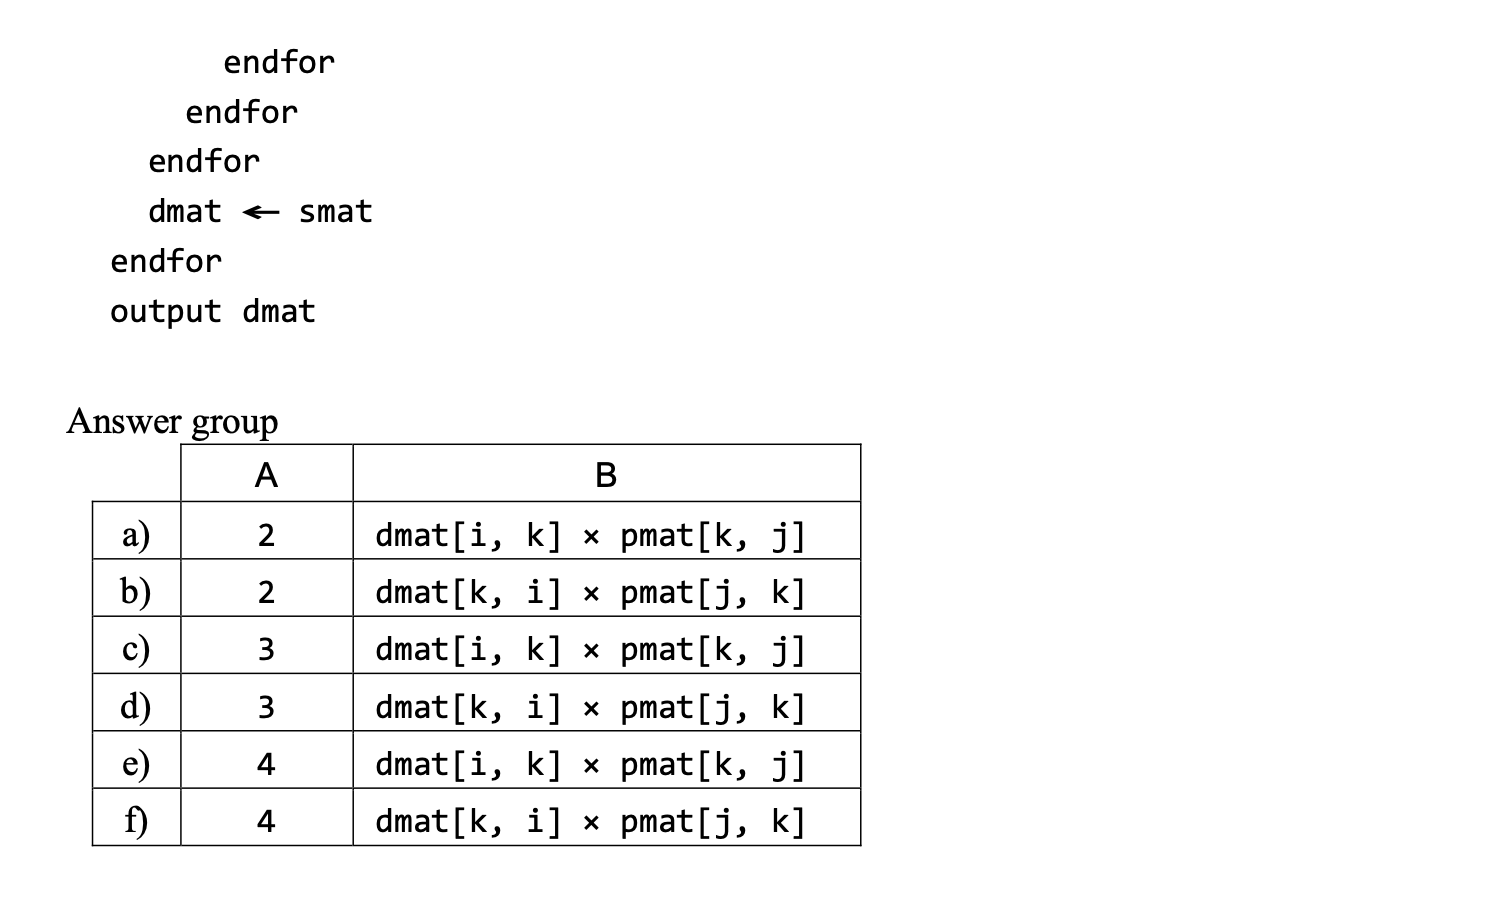 endfor
endfor
endfor
dmat ← smat
endfor
output dmat
Answer group
A B
a) 2 dmat[i, k] × pmat[k, j]
b) 2 dmat[k, i] × pmat[j, k]
c) 3 dmat[i, k] × pmat[k, j]
d) 3 dmat[k, i] × pmat[j, k]
e) 4 dmat[i, k] × pmat[k, j]
f) 4 dmat[k, i] × pmat[j, k]